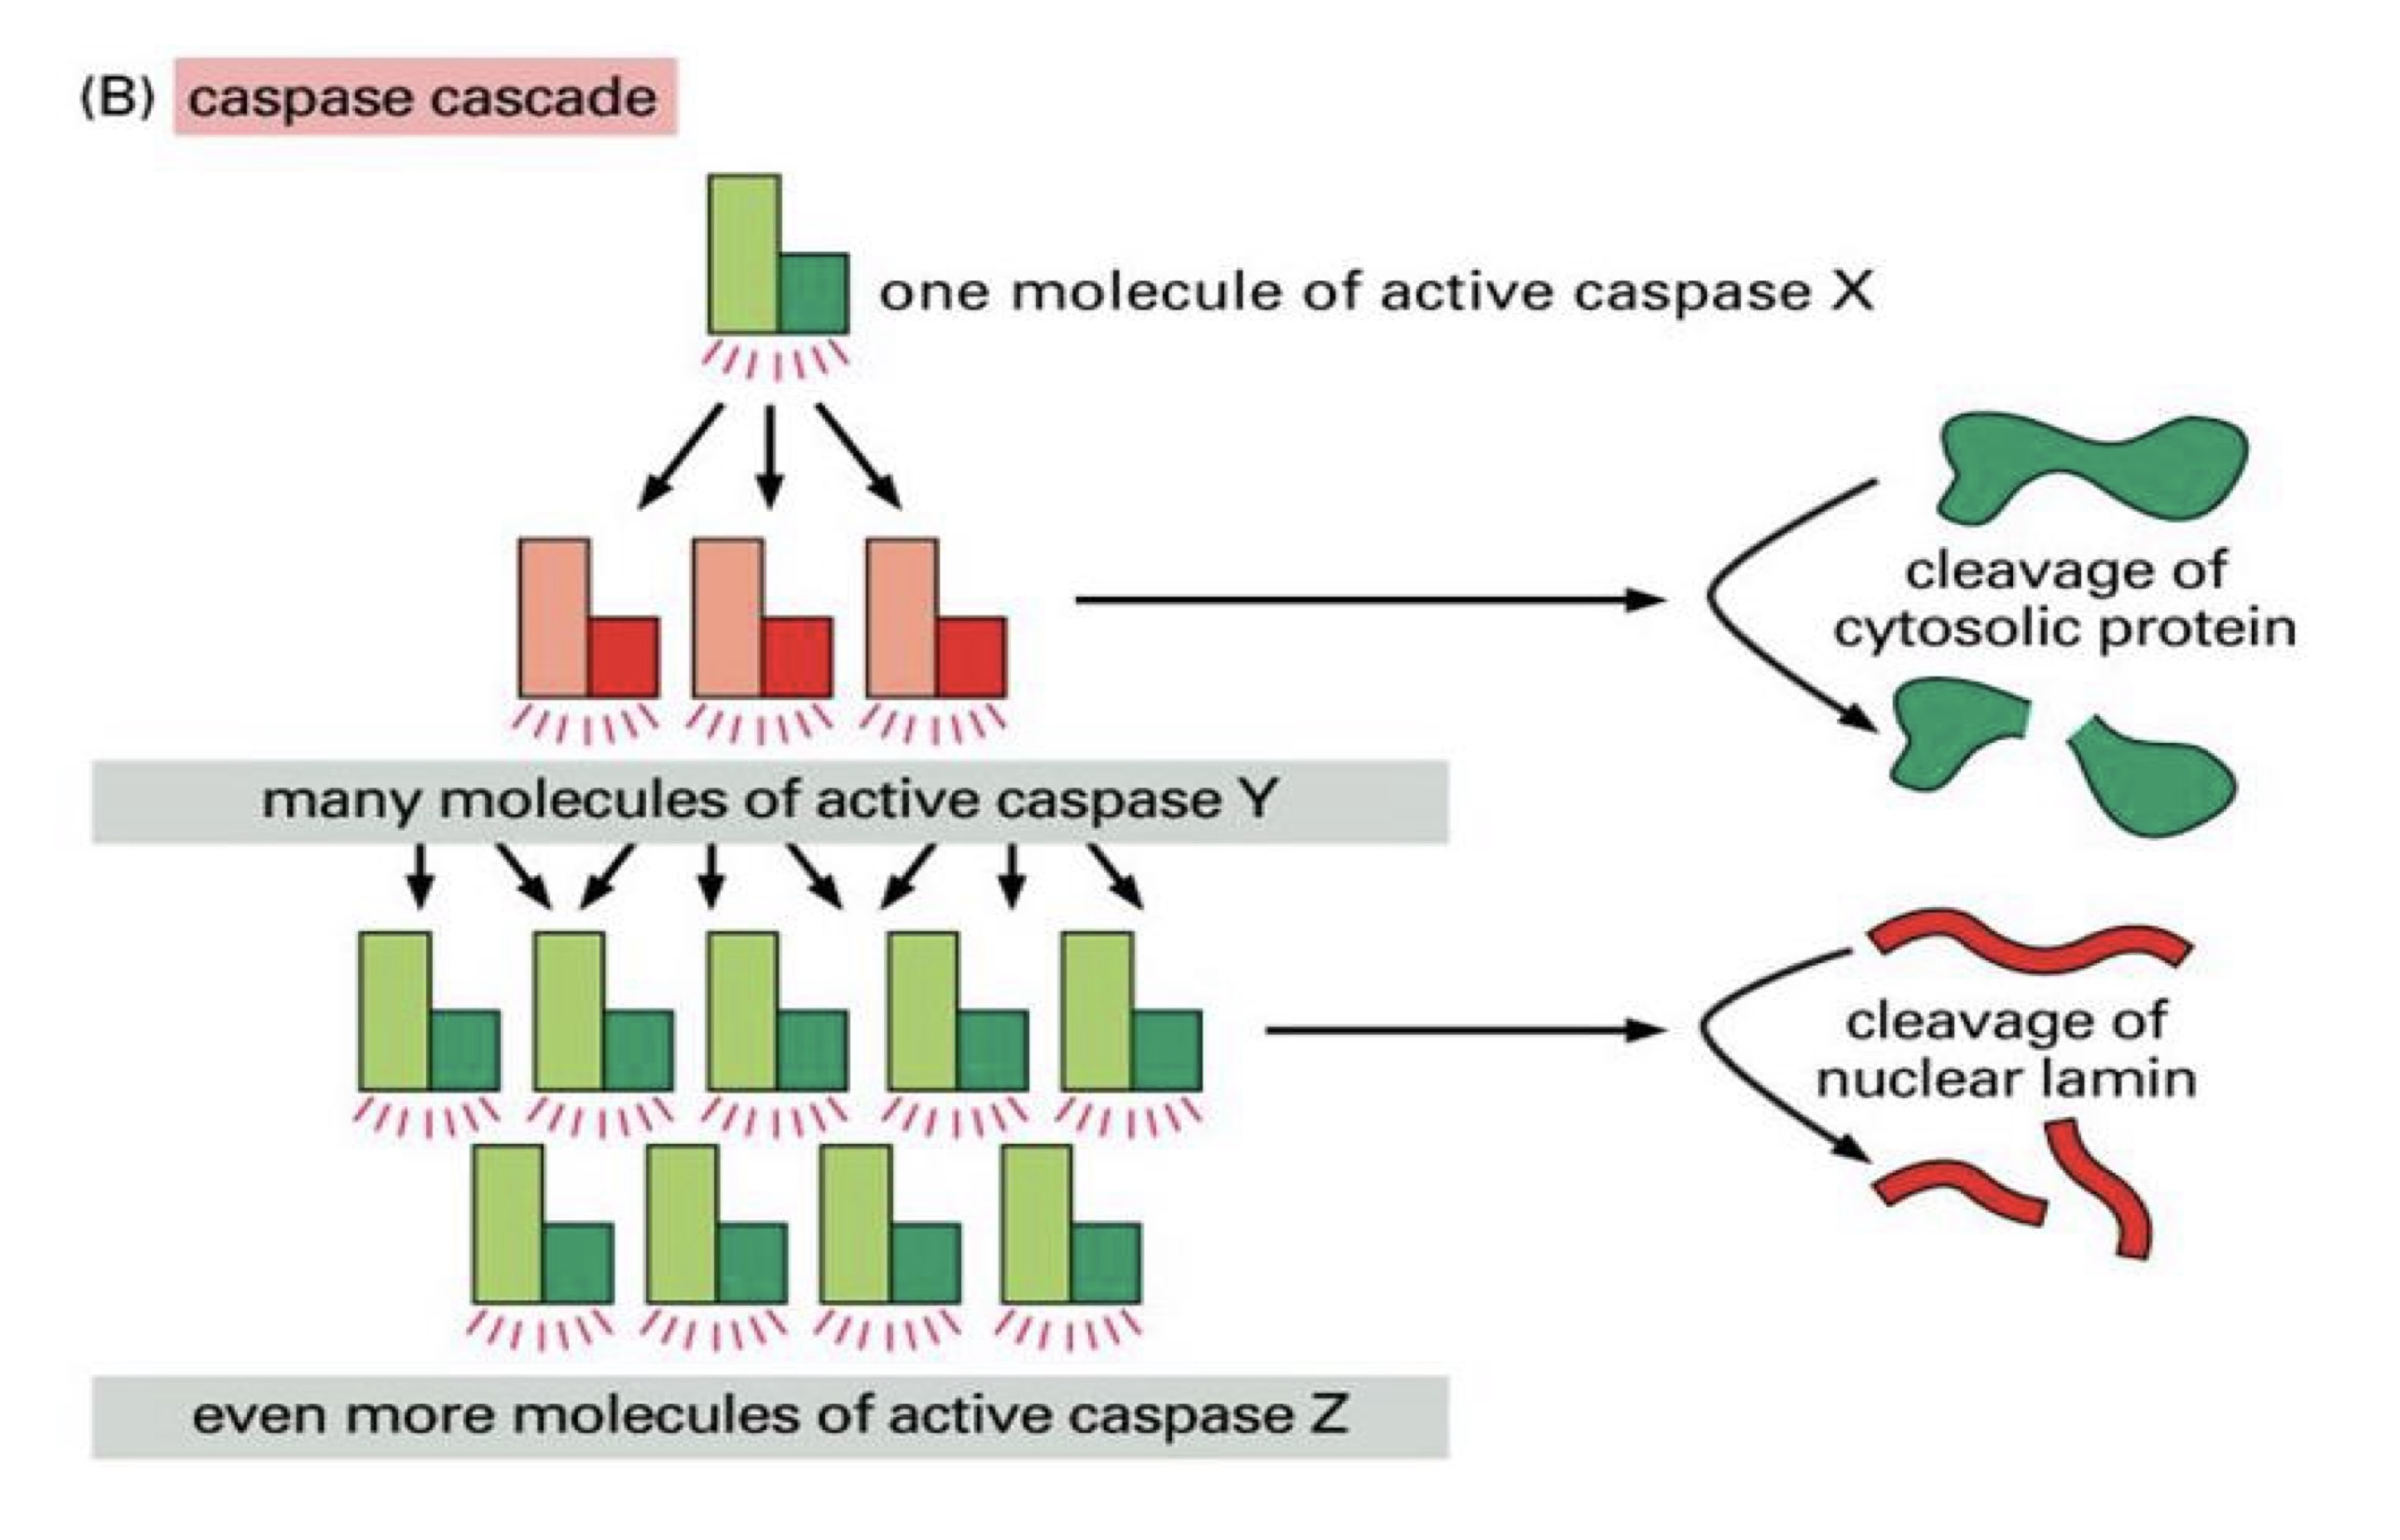 (B) caspase cascade
one molecule of active caspase X
cleavage of
cytosolic protein
many molecules of active caspase Y
cleavage of
nuclear lamin
even more molecules of active caspase Z